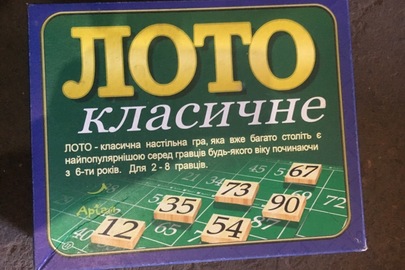 ЛОТО
класичне
ЛОТО - класична настільна гра, яка вже багато століть є
найпопулярнішою серед гравців будь-якого віку починаючи
з 6-ти років. Для 2 - 8 гравців.
67
73
90
35
54
12